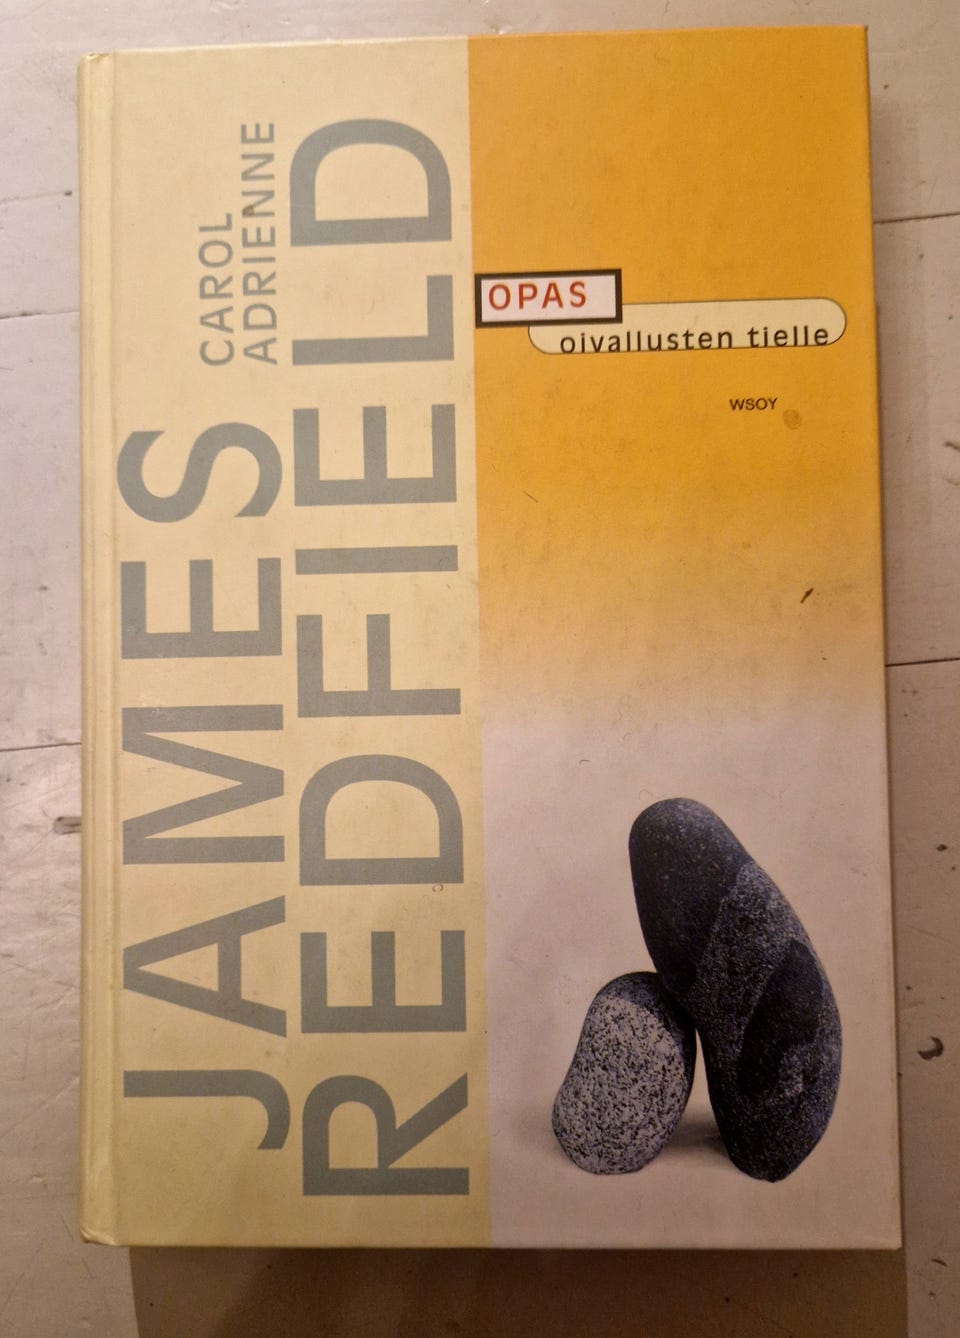 JAMES
REDFIELD
CAROL
ADRIENNE
OPAS
oivallusten tielle
WSOY